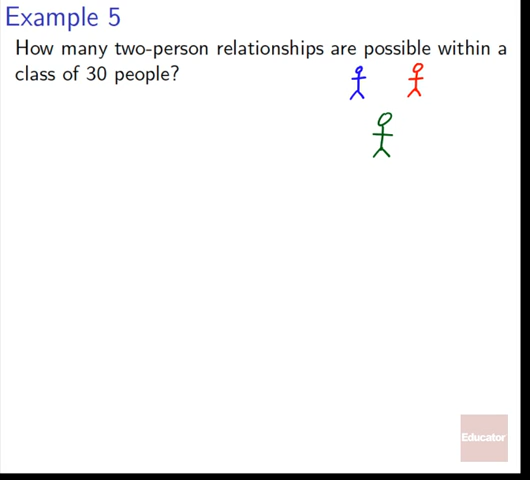 Example 5
How many two-person relationships are possible within a
class of 30 people?
Educator